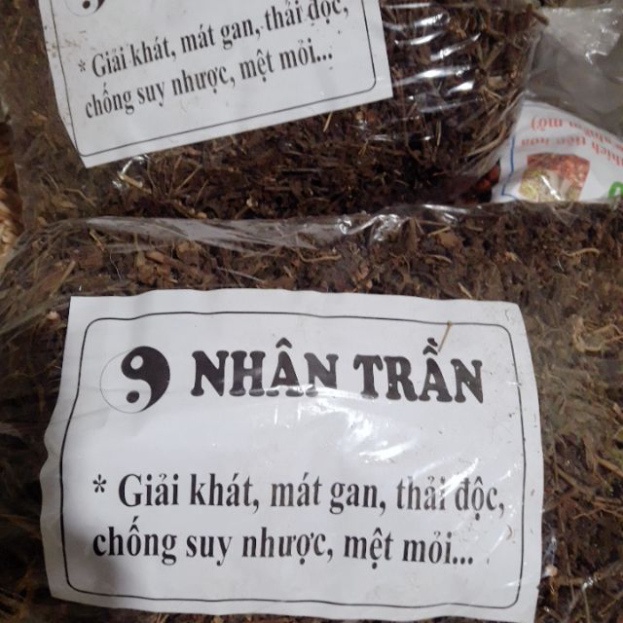 * Giải khát, mát gan, thải độc,
chống suy nhược, mệt mỏi...
NHÂN TRẦN
* Giải khát, mát gan, thải độc,
chống suy nhược, mệt mỏi...